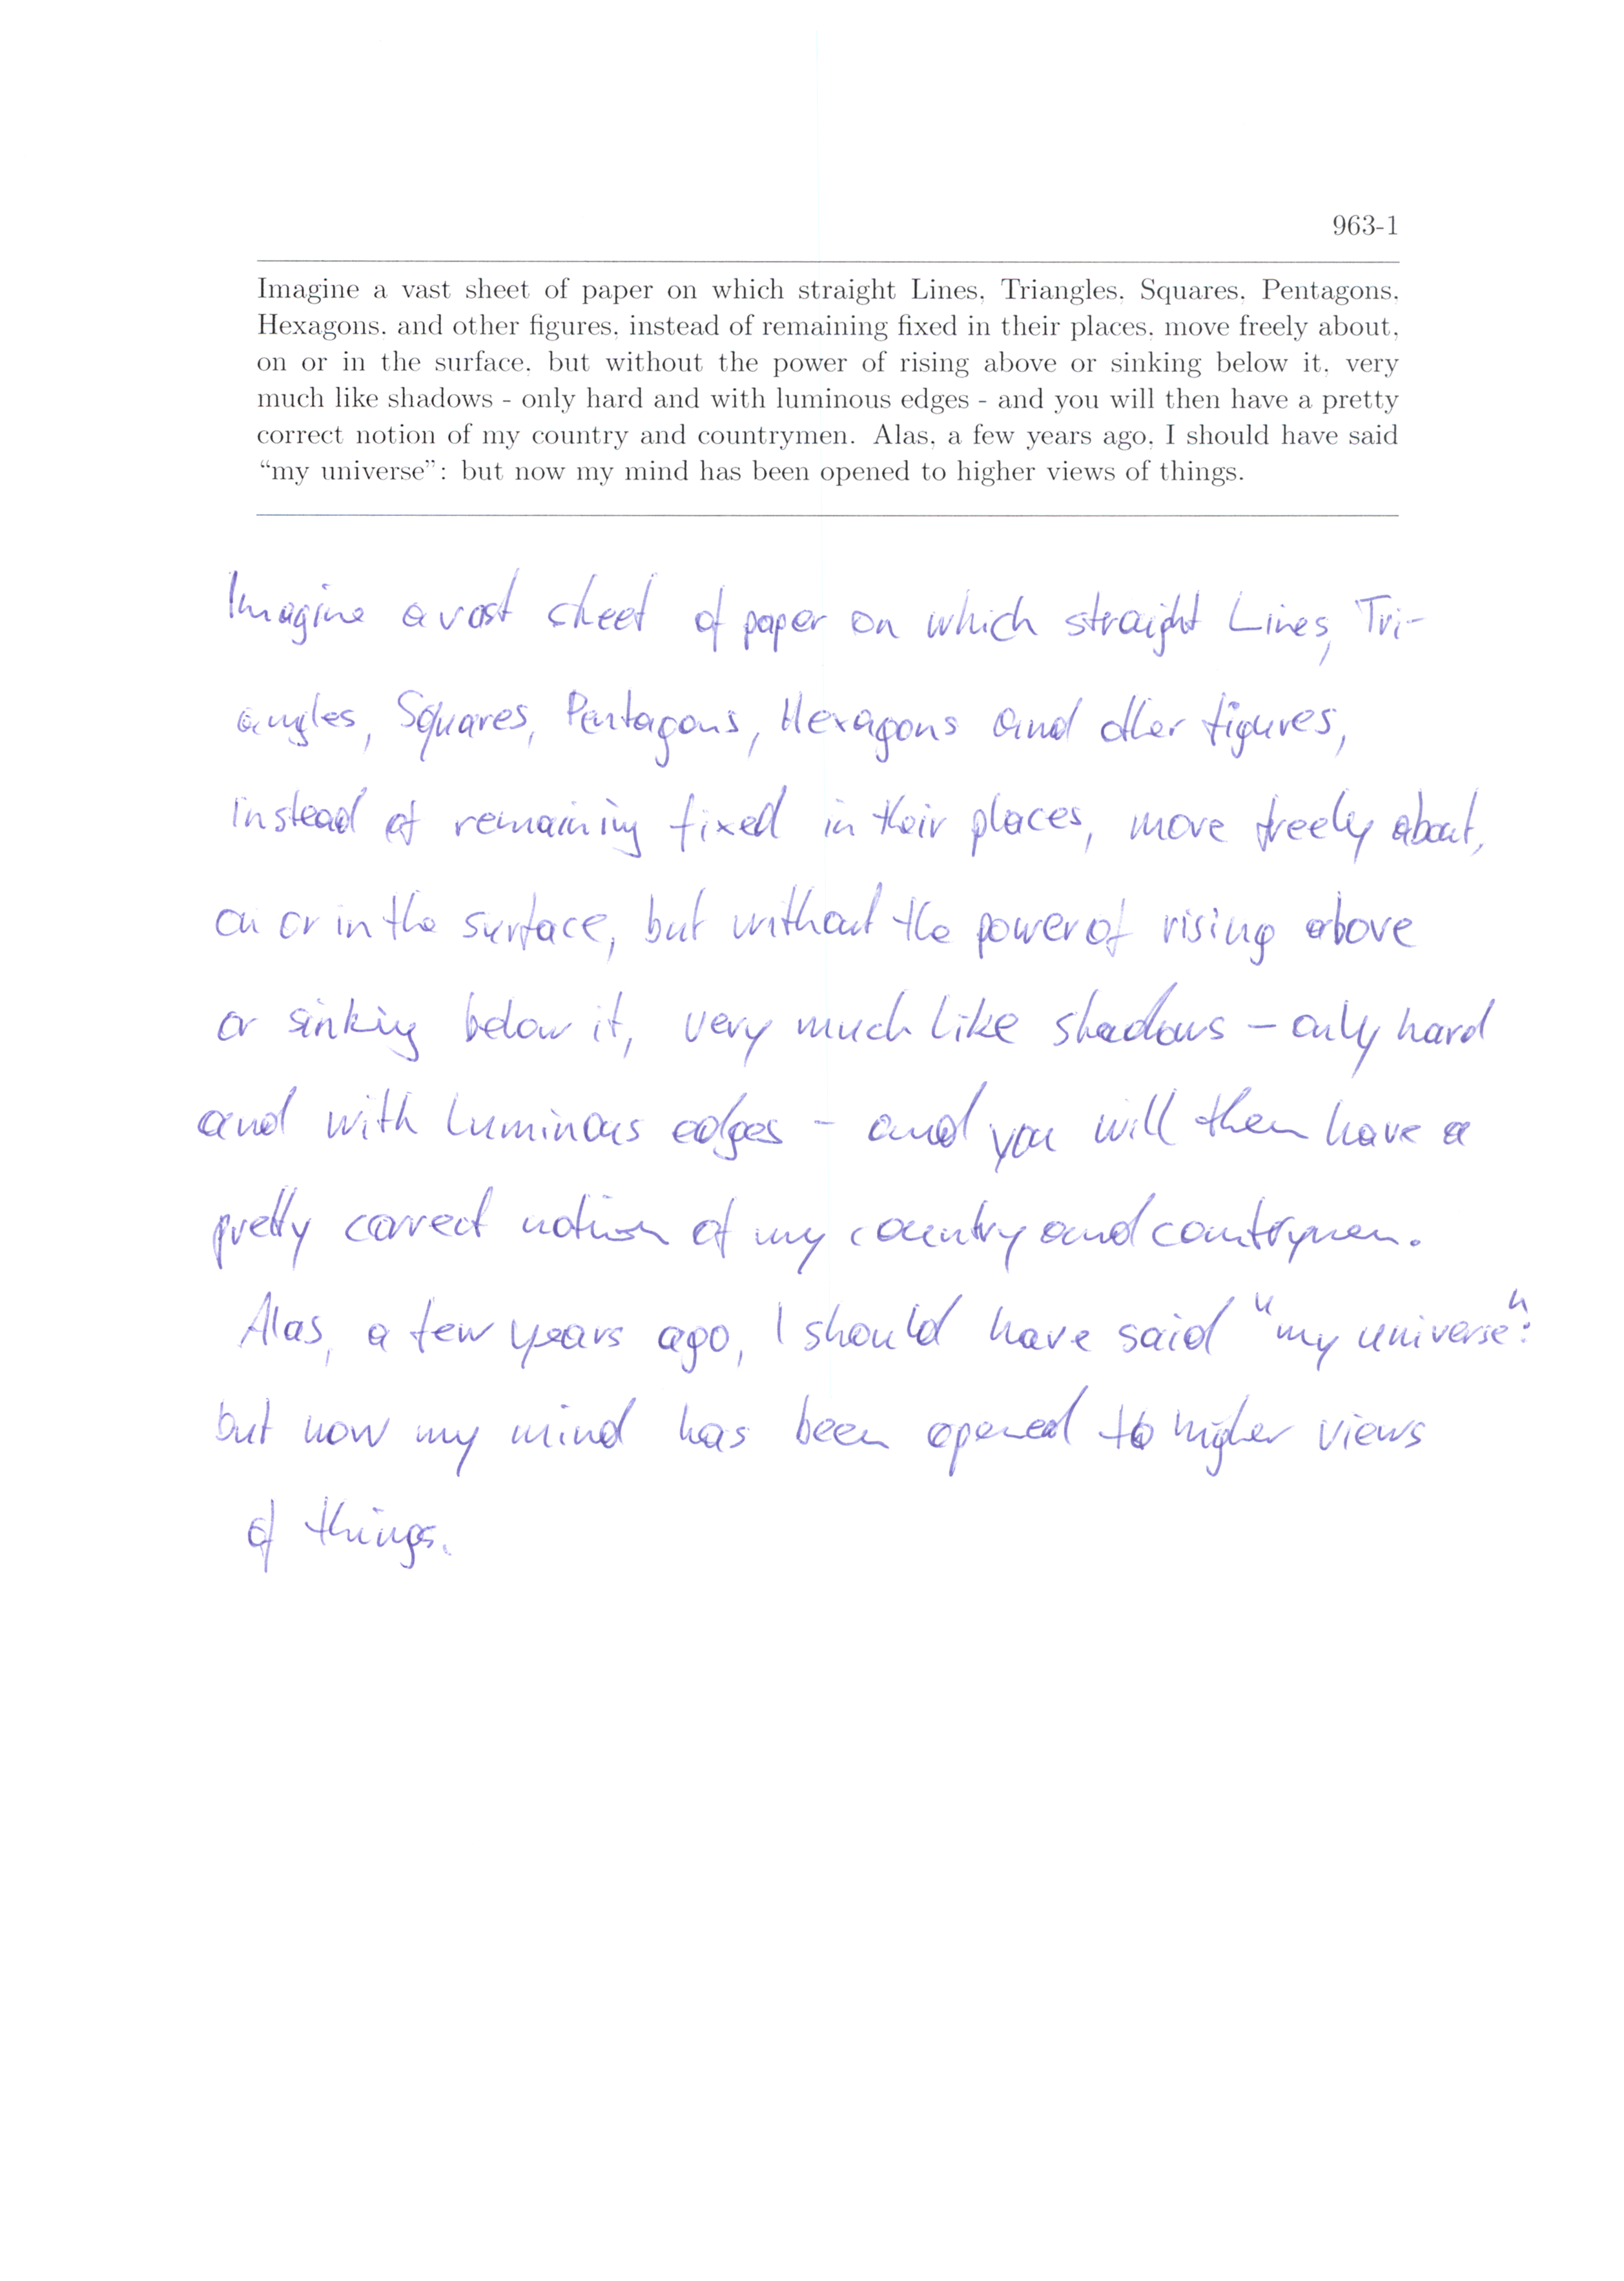 963-1
Imagine a vast sheet of paper on which straight Lines, Triangles, Squares, Pentagons,
Hexagons, and other figures, instead of remaining fixed in their places, move freely about,
on or in the surface, but without the power of rising above or sinking below it, very
much like shadows - only hard and with luminous edges - and you will then have a pretty
correct notion of my country and countrymen. Alas, a few years ago, I should have said
“my universe”: but now my mind has been opened to higher views of things.
Imagine a vast sheet of paper on which straight Lines, Tri-
angles, Squares, Pentagons, Hexagons and other figures,
instead of remaining fixed in their places, move freely about,
on or in the surface, but without the power of rising above
or sinking below it, very much like shadows – only hard
and with luminous edges – and you will then have a
pretty correct notion of my country and countrymen.
Alas, a few years ago, I should have said "my universe":
but now my mind has been opened to higher views
of things.